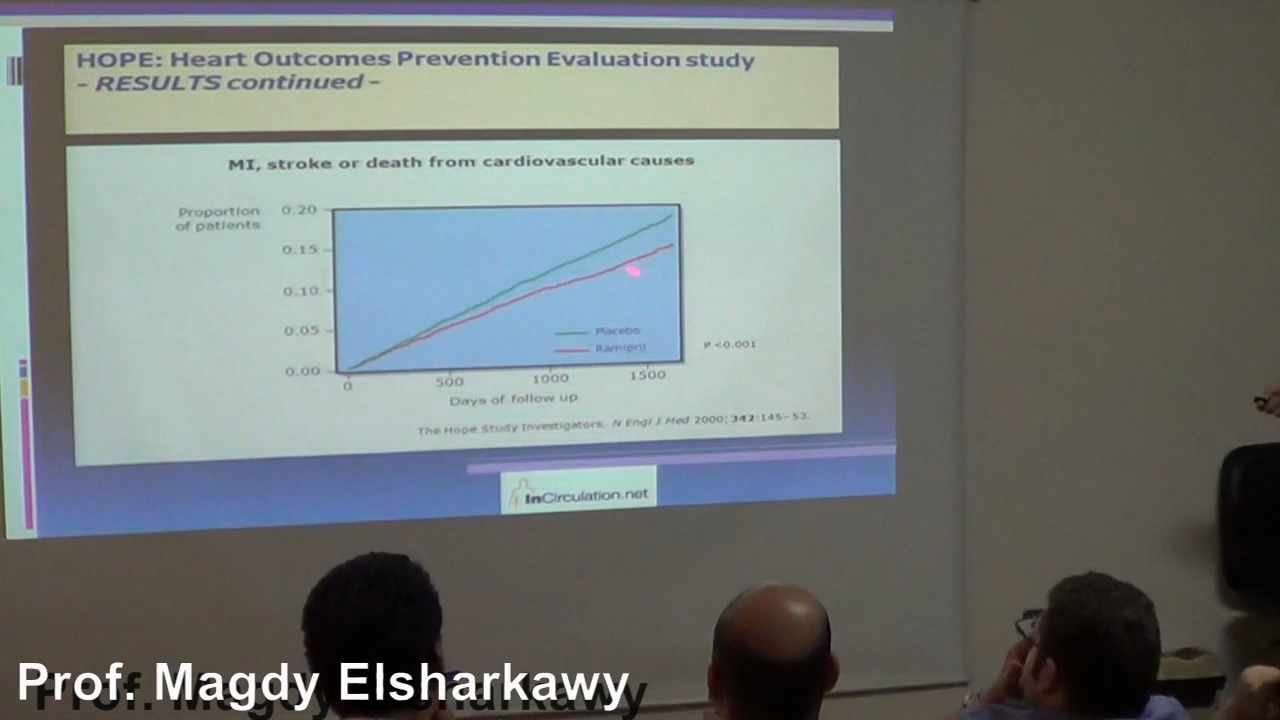 HOPE: Heart Outcomes Prevention Evaluation study
– RESULTS continued –
MI, stroke or death from cardiovascular causes
Proportion
of patients
0.20
0.15
0.10
0.05
0.00
0
500
1000
1500
Placebo
Ramipril
P <0.001
Days of follow up
The Hope Study Investigators. N Engl J Med 2000; 342:145–53.
InCirculation.net
Prof. Magdy Elsharkawy